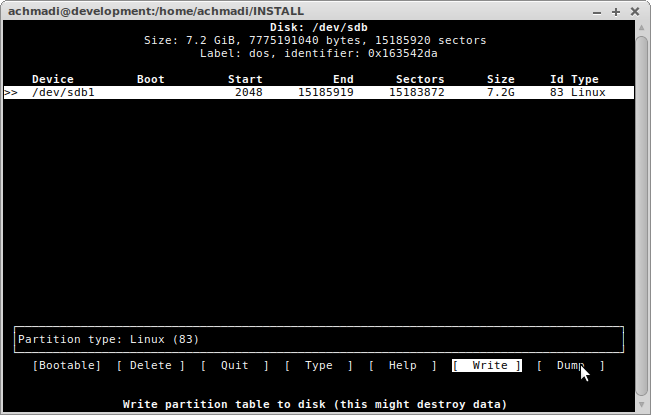 achmadi@development:/home/achmadi/INSTALL
Disk: /dev/sdb
Size: 7.2 GiB, 7775191040 bytes, 15185920 sectors
Label: dos, identifier: 0x163542da
Device Boot Start End Sectors Size Id Type
>> /dev/sdb1 2048 15185919 15183872 7.2G 83 Linux
Partition type: Linux (83)
[Bootable] [ Delete ] [ Quit ] [ Type ] [ Help ] [ Write ] [ Dump ]
Write partition table to disk (this might destroy data)